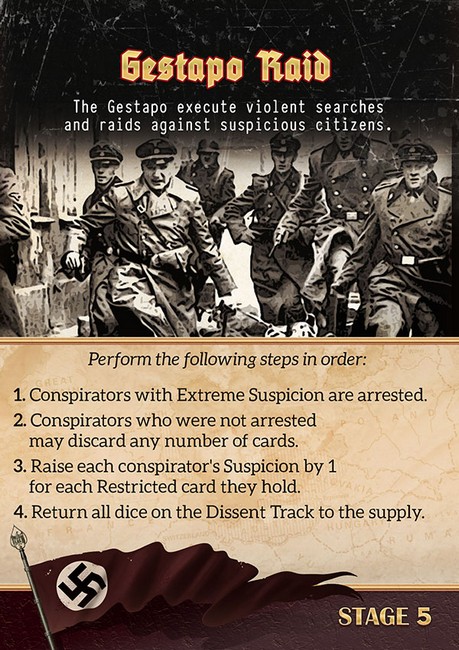 Gestapo Raid
The Gestapo execute violent searches
and raids against suspicious citizens.
Perform the following steps in order:
1. Conspirators with Extreme Suspicion are arrested.
2. Conspirators who were not arrested
may discard any number of cards.
3. Raise each conspirator's Suspicion by 1
for each Restricted card they hold.
4. Return all dice on the Dissent Track to the supply.
STAGE 5